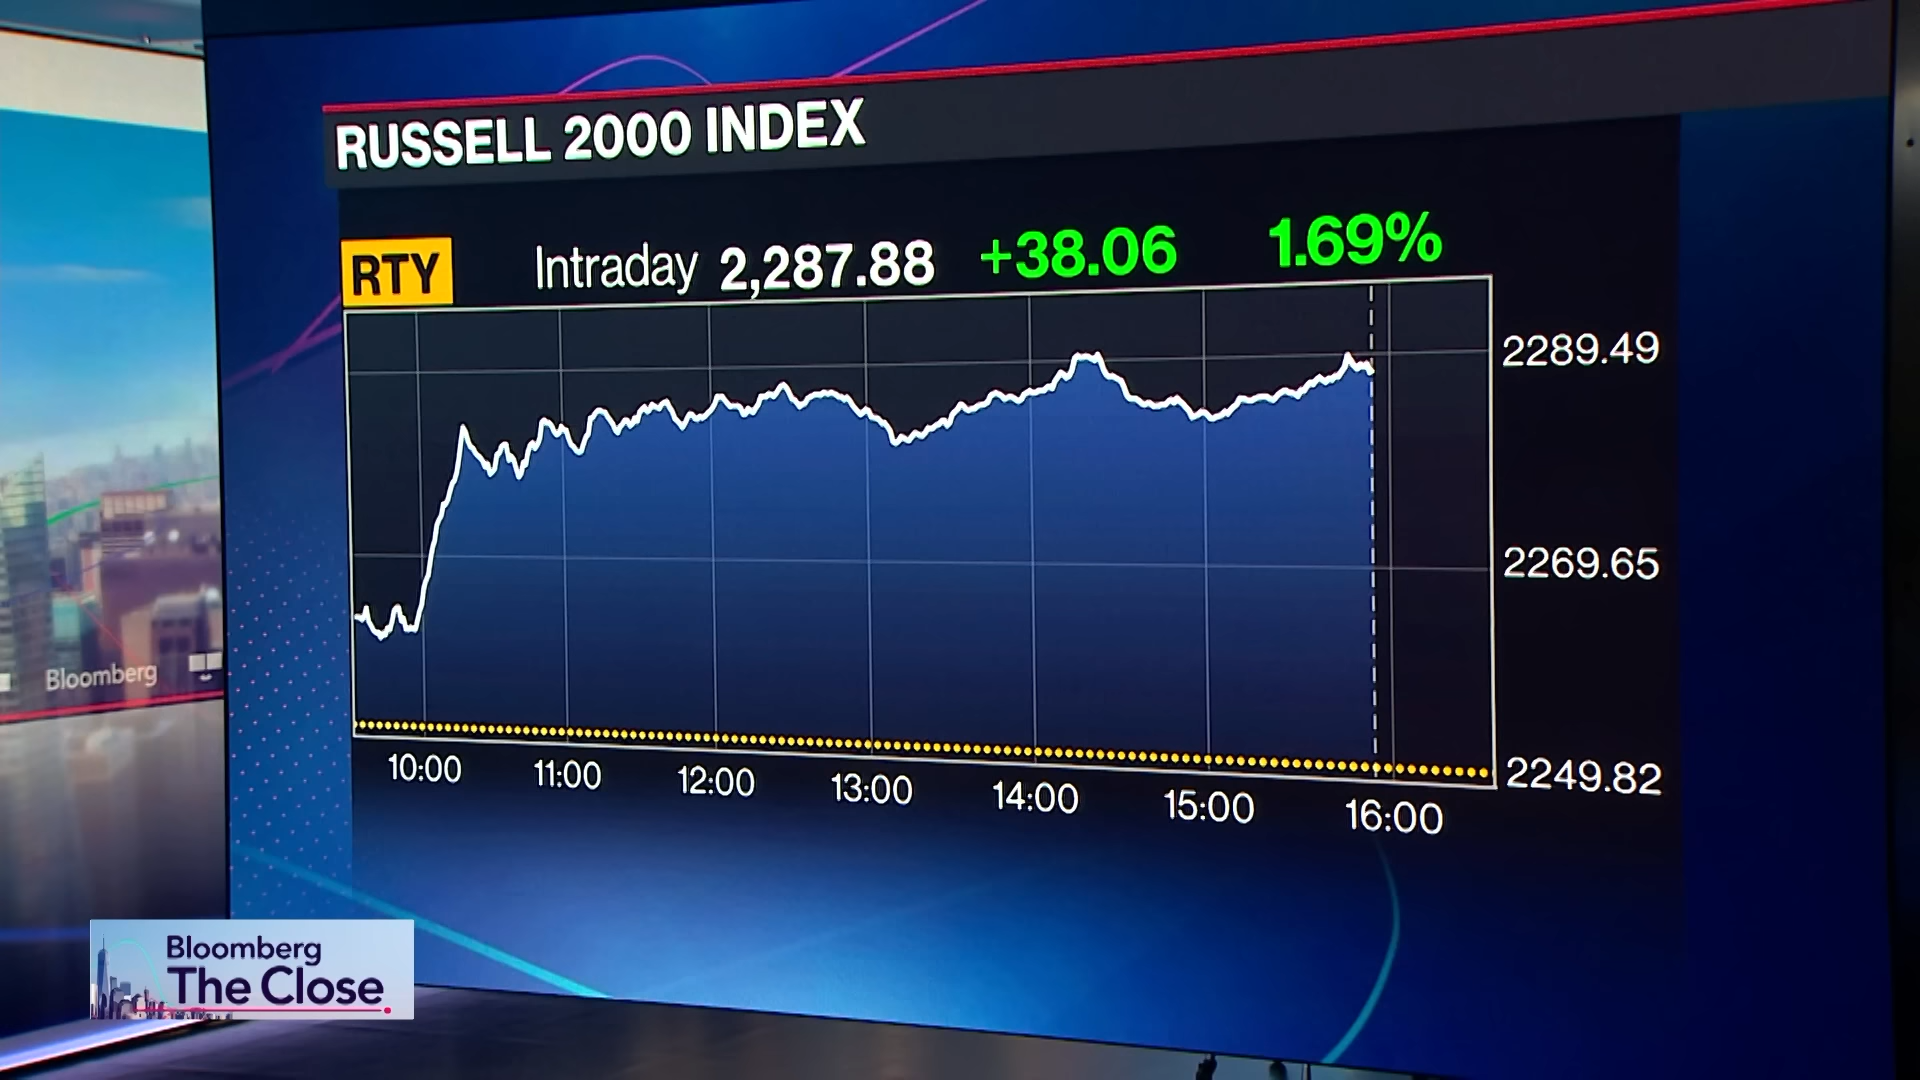 RUSSELL 2000 INDEX
RTY Intraday 2,287.88 +38.06 1.69%
2289.49
2269.65
2249.82
10:00 11:00 12:00 13:00 14:00 15:00 16:00
Bloomberg
Bloomberg
The Close